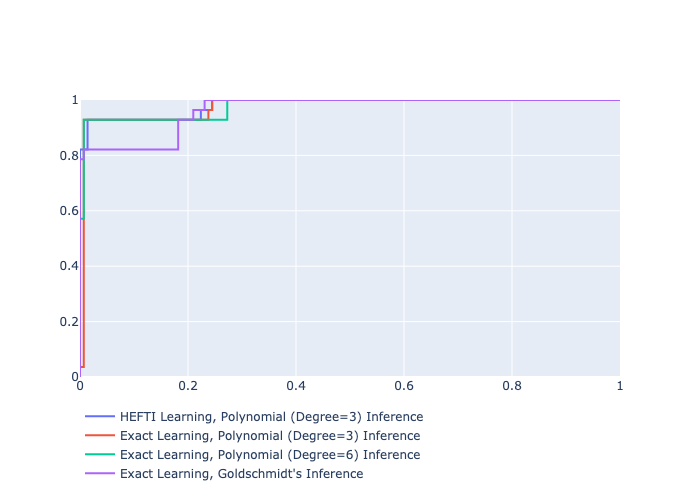 1
0.8
0.6
0.4
0.2
0
0 0.2 0.4 0.6 0.8 1
HEFTI Learning, Polynomial (Degree=3) Inference
Exact Learning, Polynomial (Degree=3) Inference
Exact Learning, Polynomial (Degree=6) Inference
Exact Learning, Goldschmidt's Inference